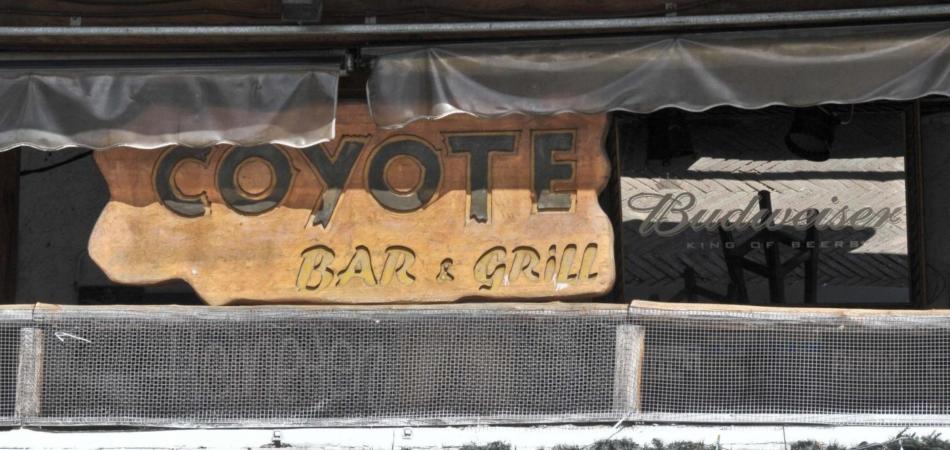 COYOTE
BAR & GRILL
Budweiser
KING OF BEERS